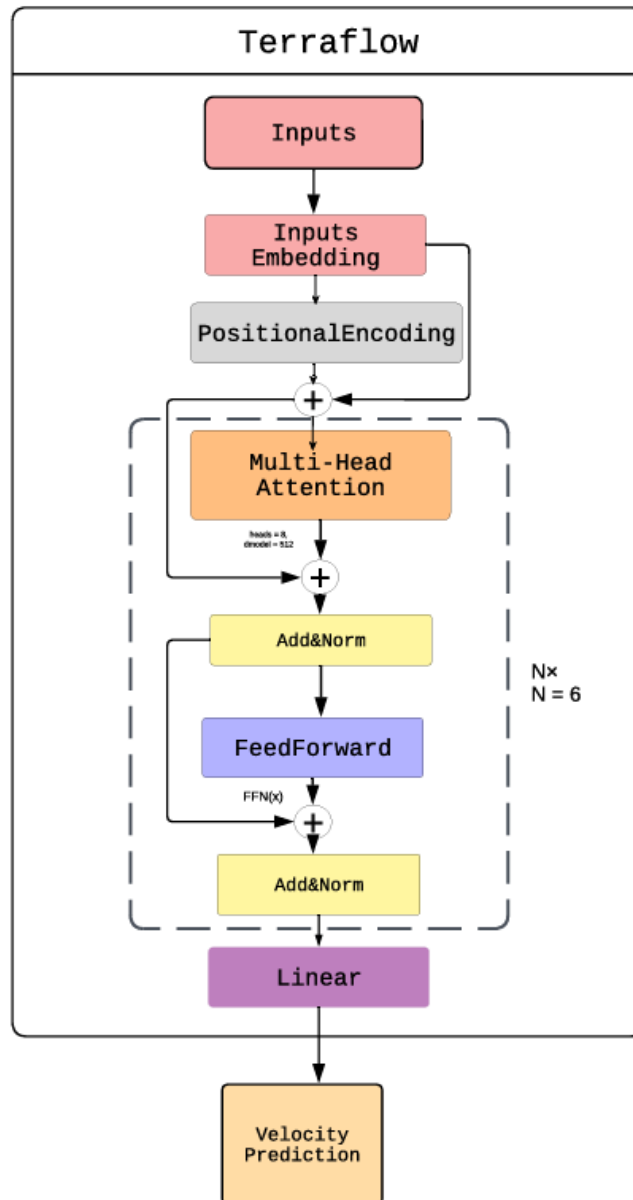 Terraflow
Inputs
Inputs
Embedding
PositionalEncoding
+
Multi-Head
Attention
heads = 8,
dmodel = 512
+
Add&Norm
N×
N = 6
FeedForward
FFN(x)
+
Add&Norm
Linear
Velocity
Prediction